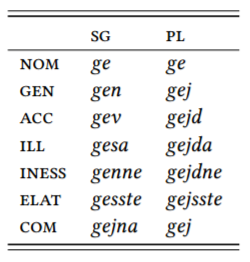 SG PL
NOM ge ge
GEN gen gej
ACC gev gejd
ILL gesa gejda
INESS genne gejdne
ELAT gesste gejsste
COM gejna gej